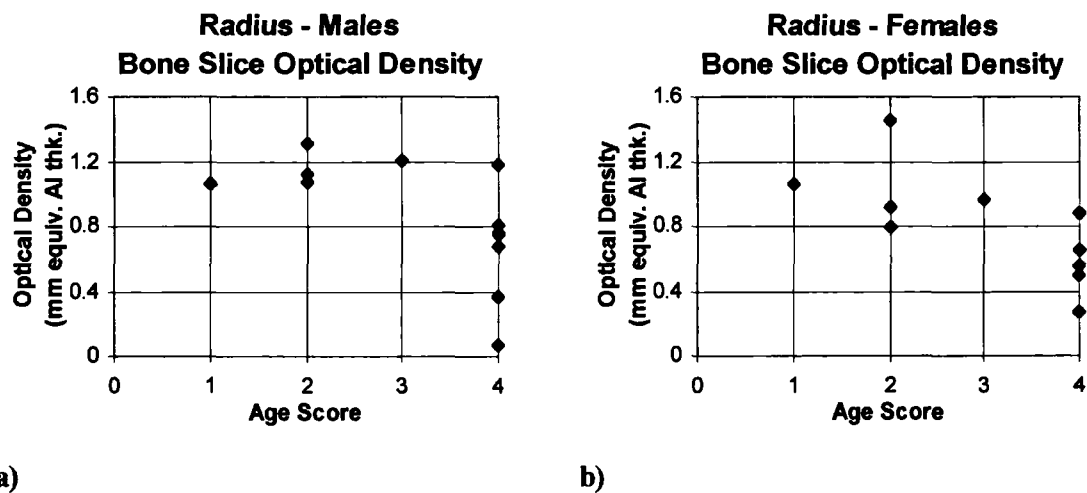 Radius - Males
Bone Slice Optical Density
Optical Density
(mm equiv. Al thk.)
1.6
1.2
0.8
0.4
0
0 1 2 3 4
Age Score
a)
Radius - Females
Bone Slice Optical Density
Optical Density
(mm equiv. Al thk.)
1.6
1.2
0.8
0.4
0
0 1 2 3 4
Age Score
b)